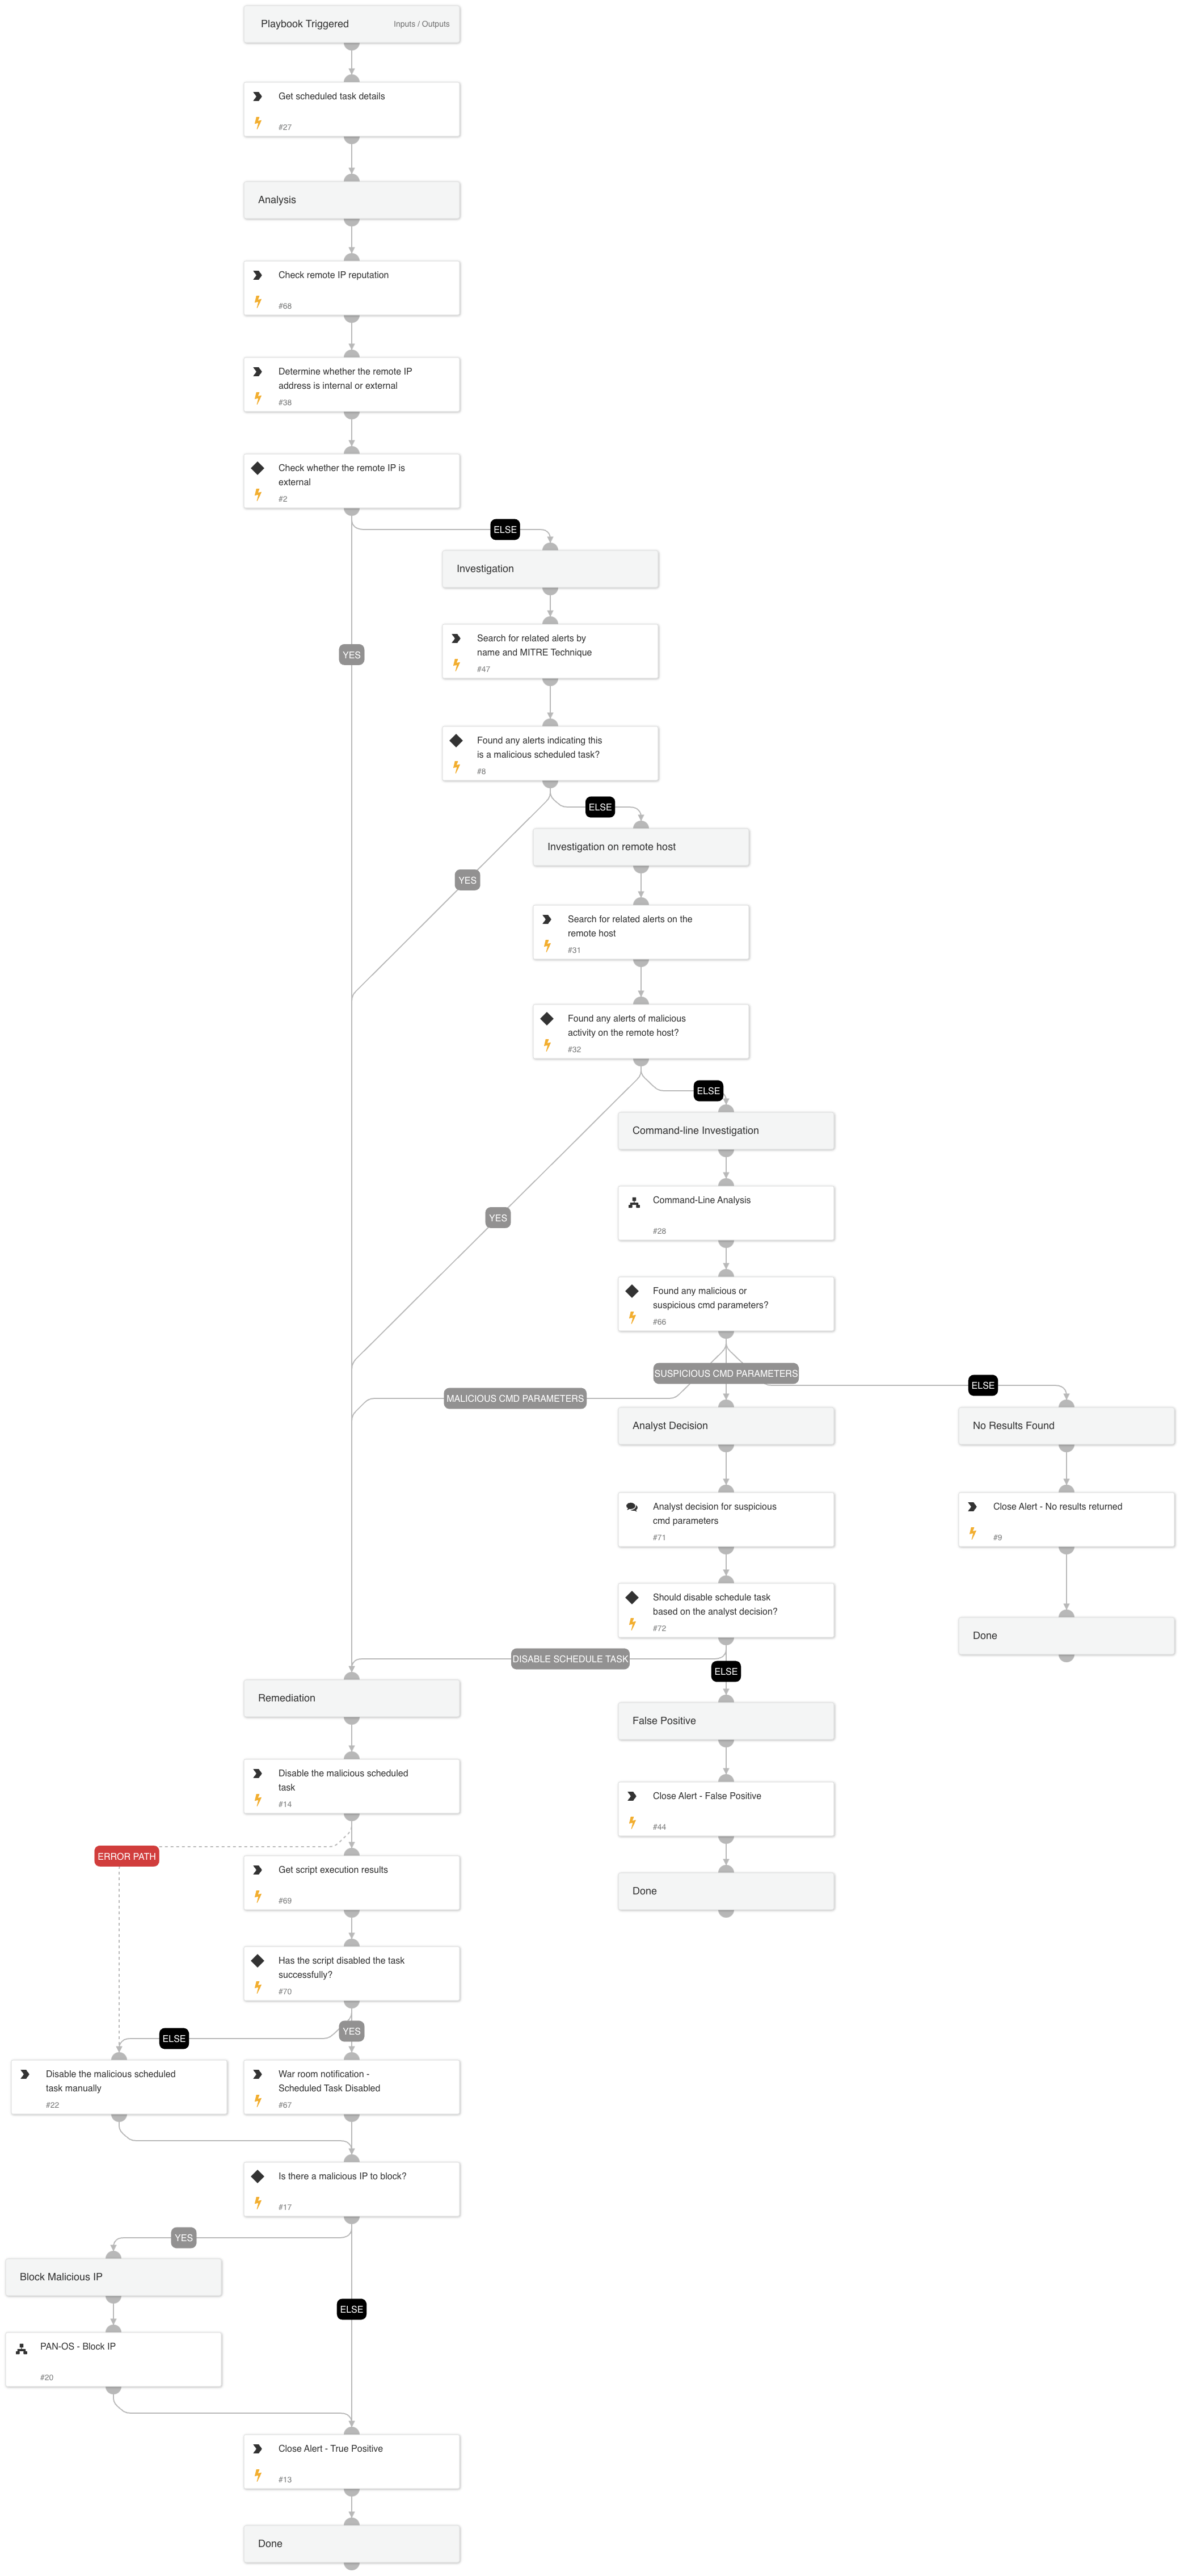 Playbook Triggered
Inputs / Outputs
Get scheduled task details
#27
Analysis
Check remote IP reputation
#68
Determine whether the remote IP
address is internal or external
#38
Check whether the remote IP is
external
#2
ELSE
Investigation
YES
Search for related alerts by
name and MITRE Technique
#47
Found any alerts indicating this
is a malicious scheduled task?
#8
ELSE
Investigation on remote host
YES
Search for related alerts on the
remote host
#31
Found any alerts of malicious
activity on the remote host?
#32
ELSE
Command-line Investigation
Command-Line Analysis
#28
YES
Found any malicious or
suspicious cmd parameters?
#66
SUSPICIOUS CMD PARAMETERS
ELSE
MALICIOUS CMD PARAMETERS
Analyst Decision
No Results Found
Analyst decision for suspicious
cmd parameters
#71
Close Alert - No results returned
#9
Should disable schedule task
based on the analyst decision?
#72
Done
DISABLE SCHEDULE TASK
ELSE
Remediation
False Positive
Disable the malicious scheduled
task
#14
Close Alert - False Positive
#44
ERROR PATH
Get script execution results
#69
Done
Has the script disabled the task
successfully?
#70
YES
ELSE
Disable the malicious scheduled
task manually
#22
War room notification -
Scheduled Task Disabled
#67
Is there a malicious IP to block?
#17
YES
Block Malicious IP
ELSE
PAN-OS - Block IP
#20
Close Alert - True Positive
#13
Done